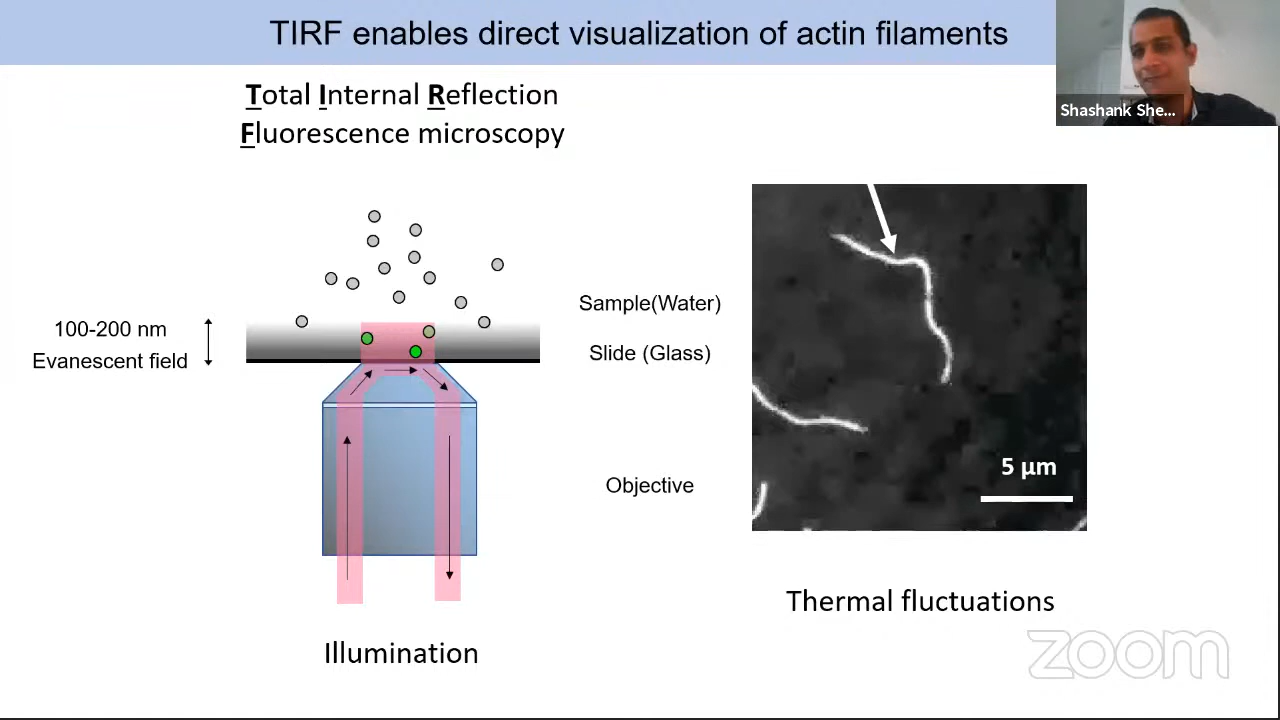 TIRF enables direct visualization of actin filaments
Shashank She...
Total Internal Reflection
Fluorescence microscopy
100-200 nm
Evanescent field
Sample(Water)
Slide (Glass)
Objective
5 µm
Illumination
Thermal fluctuations
zoom